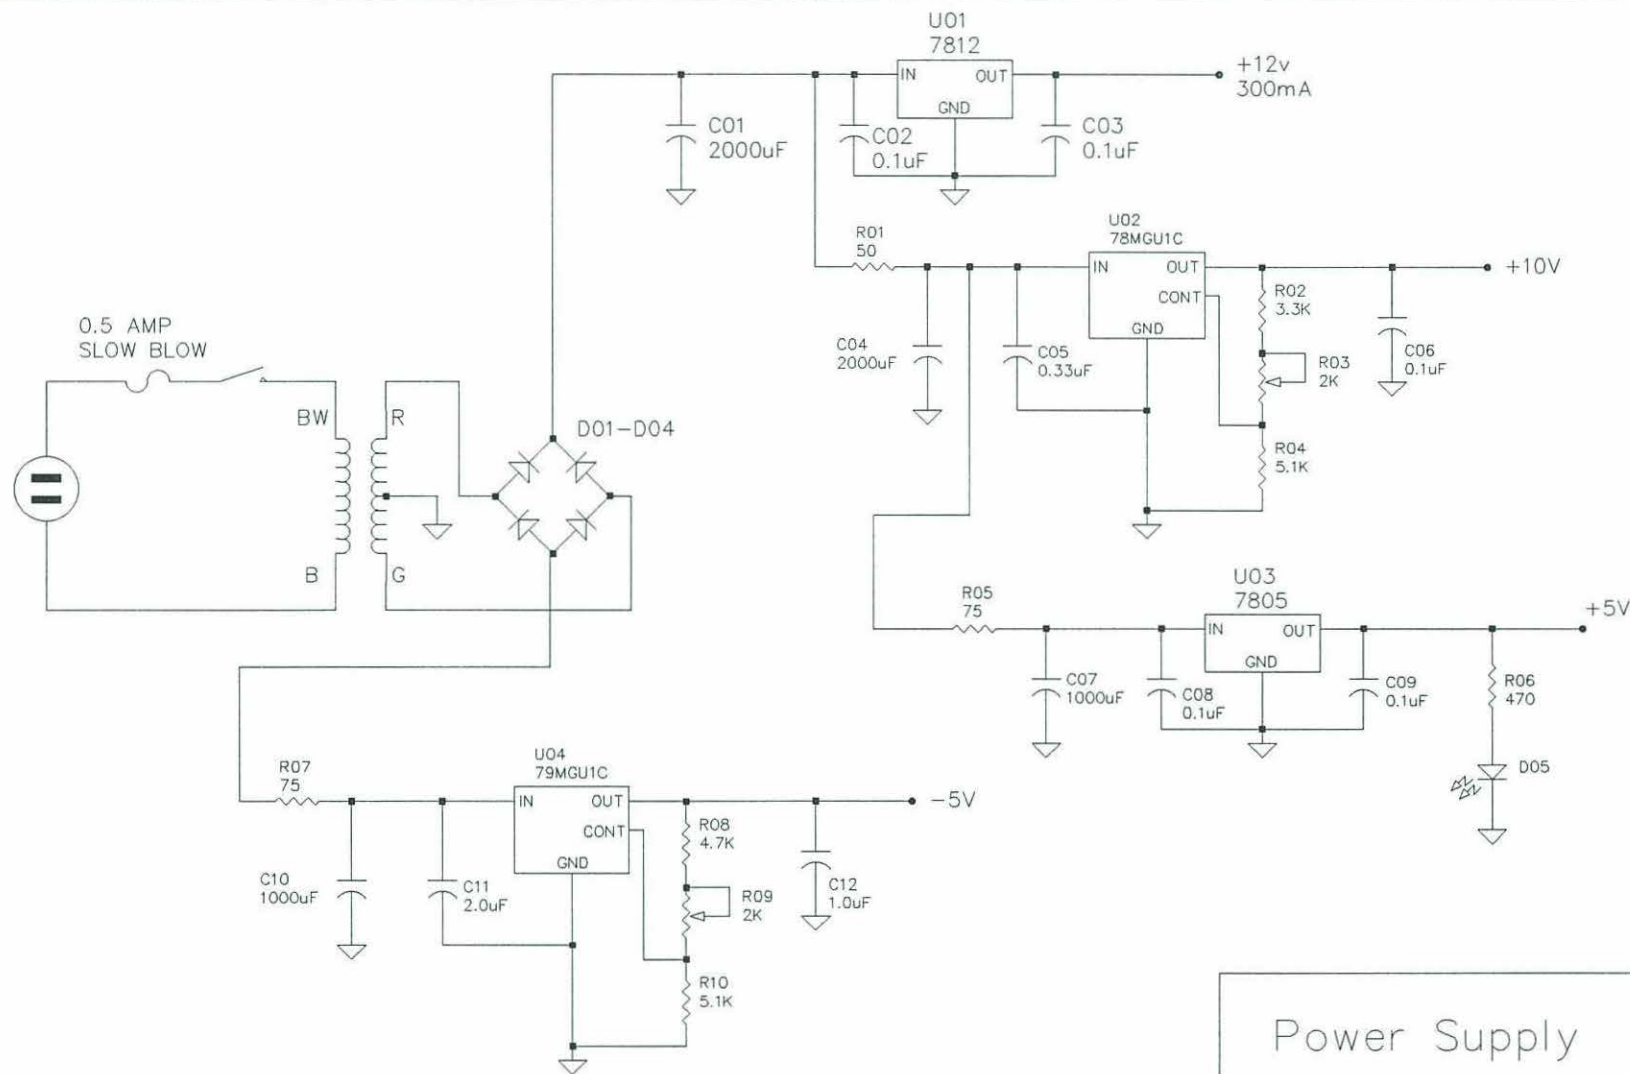 U01
7812
IN
OUT
GND
+12v
300mA
C01
2000uF
C02
0.1uF
C03
0.1uF
R01
50
U02
78MGU1C
IN
OUT
CONT
GND
+10V
R02
3.3K
R03
2K
R04
5.1K
C04
2000uF
C05
0.33uF
C06
0.1uF
0.5 AMP
SLOW BLOW
BW
R
B
G
D01-D04
R05
75
U03
7805
IN
OUT
GND
+5V
C07
1000uF
C08
0.1uF
C09
0.1uF
R06
470
D05
R07
75
U04
79MGU1C
IN
OUT
CONT
GND
-5V
R08
4.7K
R09
2K
R10
5.1K
C10
1000uF
C11
2.0uF
C12
1.0uF
Power Supply